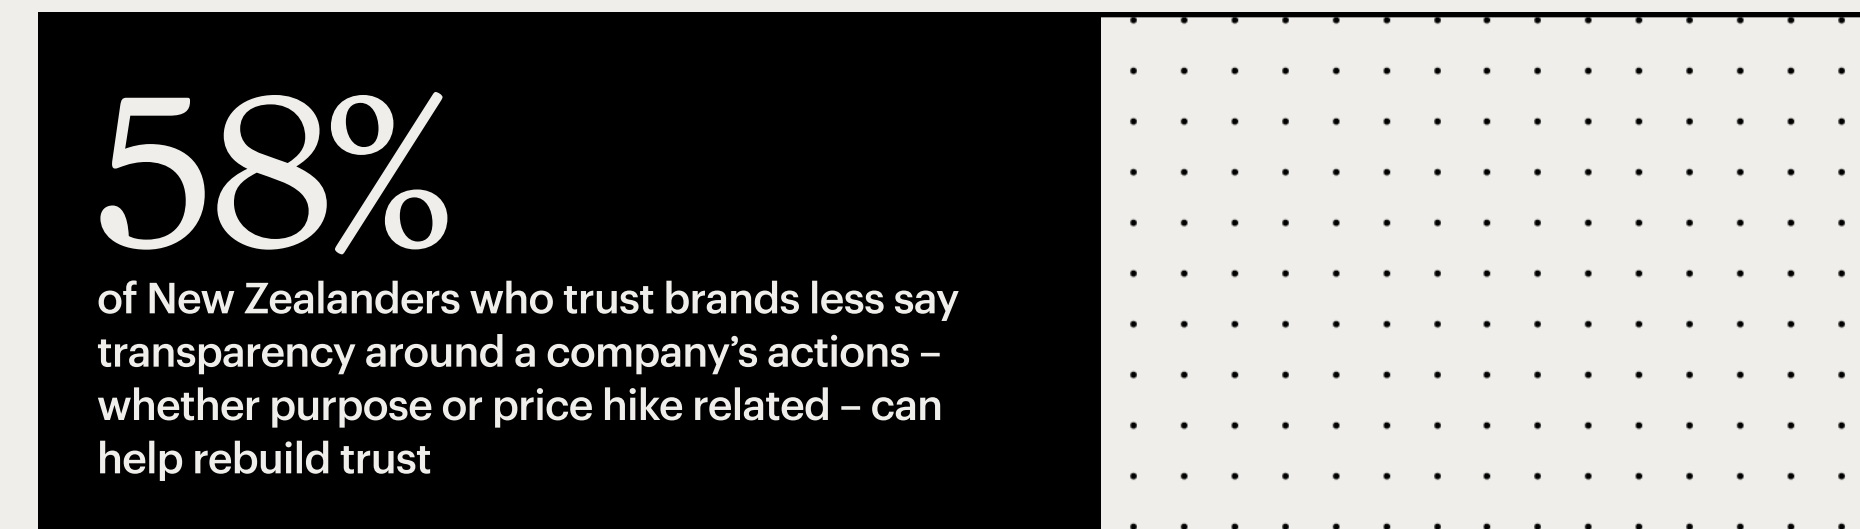 58%
of New Zealanders who trust brands less say
transparency around a company’s actions –
whether purpose or price hike related – can
help rebuild trust